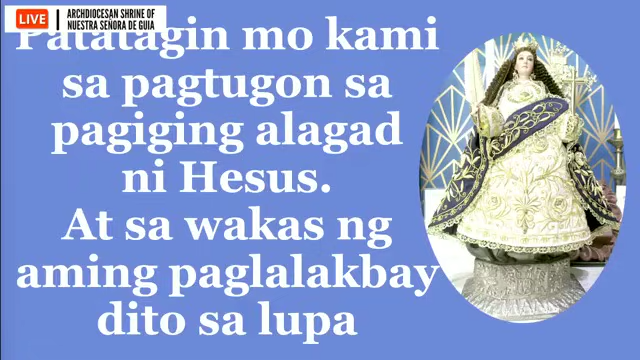 LIVE
ARCHDIOCESAN SHRINE OF
NUESTRA SEÑORA DE GUIA
Patatagin mo kami
sa pagtugon sa
pagiging alagad
ni Hesus.
At sa wakas ng
aming paglalakbay
dito sa lupa